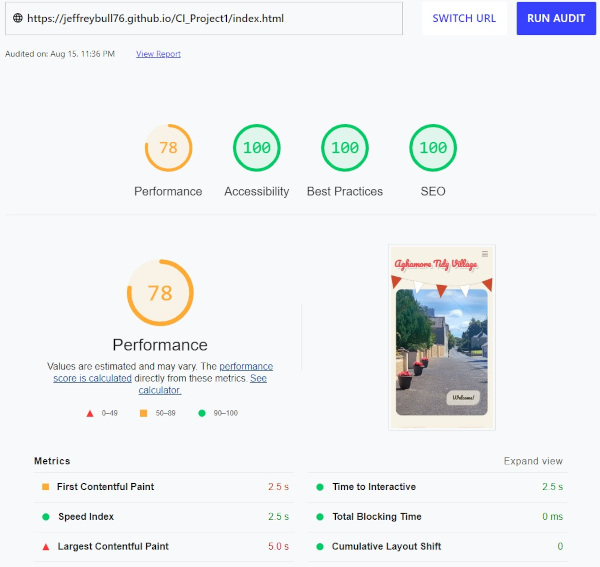 https://jeffreybull76.github.io/CI_Project1/index.html
SWITCH URL
RUN AUDIT
Audited on: Aug 15, 11:36 PM
View Report
78
100
100
100
Performance
Accessibility
Best Practices
SEO
78
Performance
Values are estimated and may vary. The performance
score is calculated directly from these metrics. See
calculator.
0–49
50–89
90–100
Aghamore Tidy Village
Welcome!
Metrics
Expand view
First Contentful Paint
2.5 s
Time to Interactive
2.5 s
Speed Index
2.5 s
Total Blocking Time
0 ms
Largest Contentful Paint
5.0 s
Cumulative Layout Shift
0